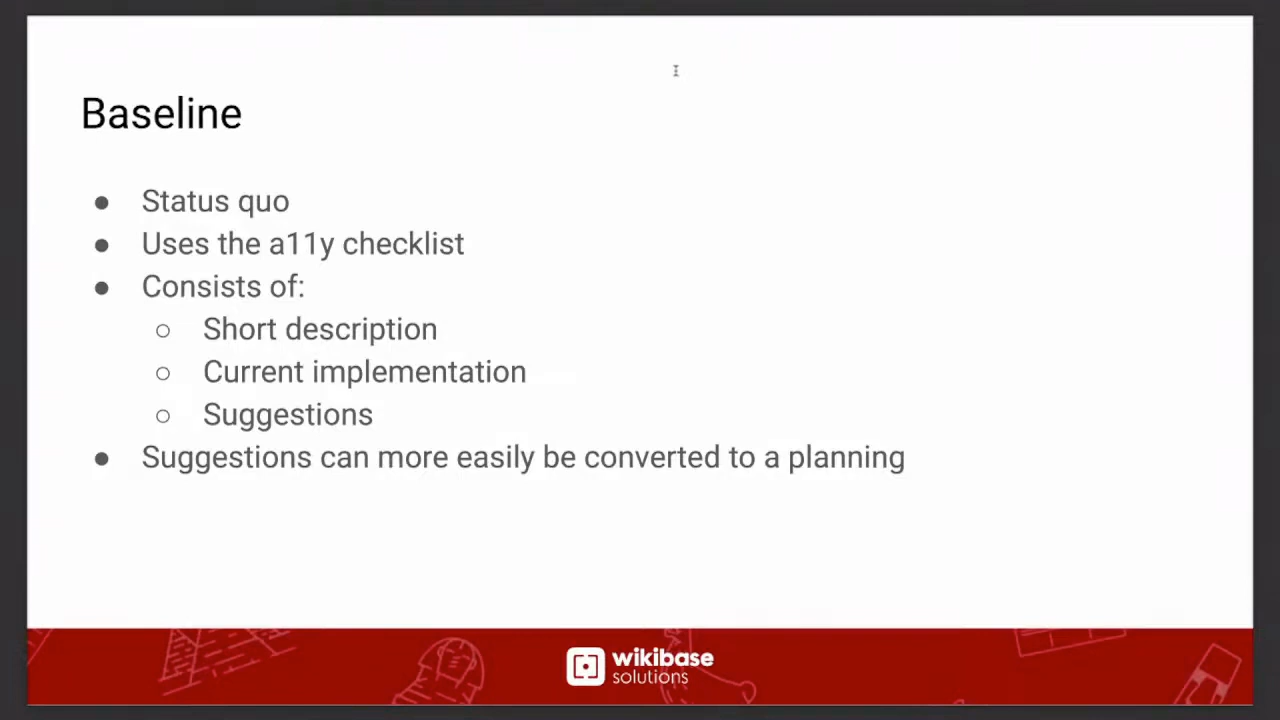 Baseline
● Status quo
● Uses the a11y checklist
● Consists of:
○ Short description
○ Current implementation
○ Suggestions
● Suggestions can more easily be converted to a planning
wikibase
solutions